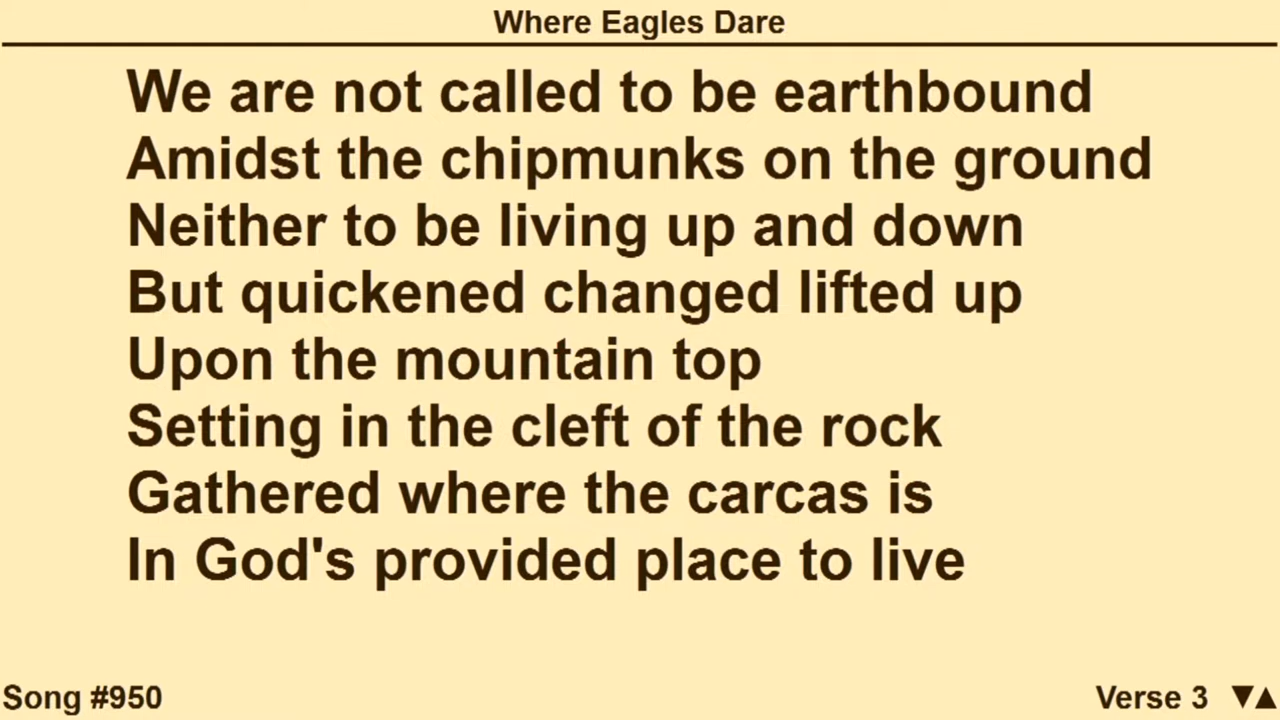 Where Eagles Dare
We are not called to be earthbound
Amidst the chipmunks on the ground
Neither to be living up and down
But quickened changed lifted up
Upon the mountain top
Setting in the cleft of the rock
Gathered where the carcas is
In God's provided place to live
Song #950
Verse 3 ▼▲